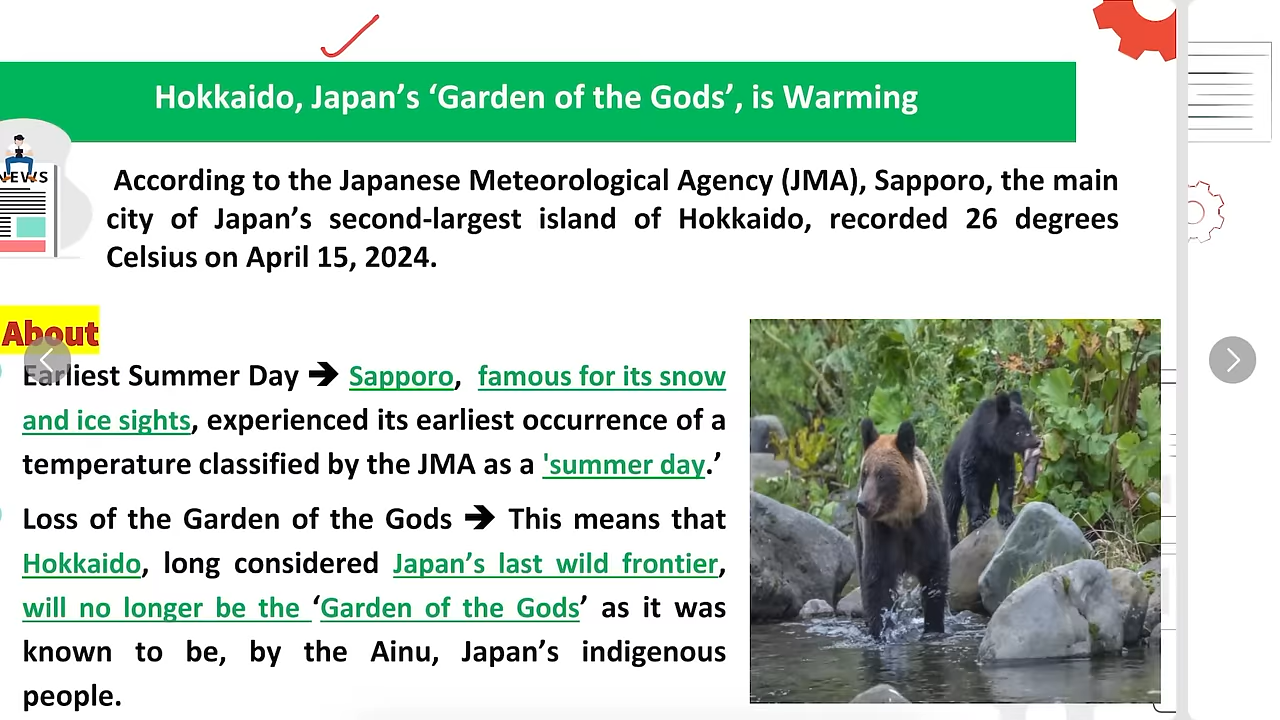 Hokkaido, Japan’s ‘Garden of the Gods’, is Warming
NEWS
According to the Japanese Meteorological Agency (JMA), Sapporo, the main
city of Japan’s second-largest island of Hokkaido, recorded 26 degrees
Celsius on April 15, 2024.
About
Earliest Summer Day ➔ Sapporo, famous for its snow
and ice sights, experienced its earliest occurrence of a
temperature classified by the JMA as a 'summer day.’
Loss of the Garden of the Gods ➔ This means that
Hokkaido, long considered Japan’s last wild frontier,
will no longer be the ‘Garden of the Gods’ as it was
known to be, by the Ainu, Japan’s indigenous
people.